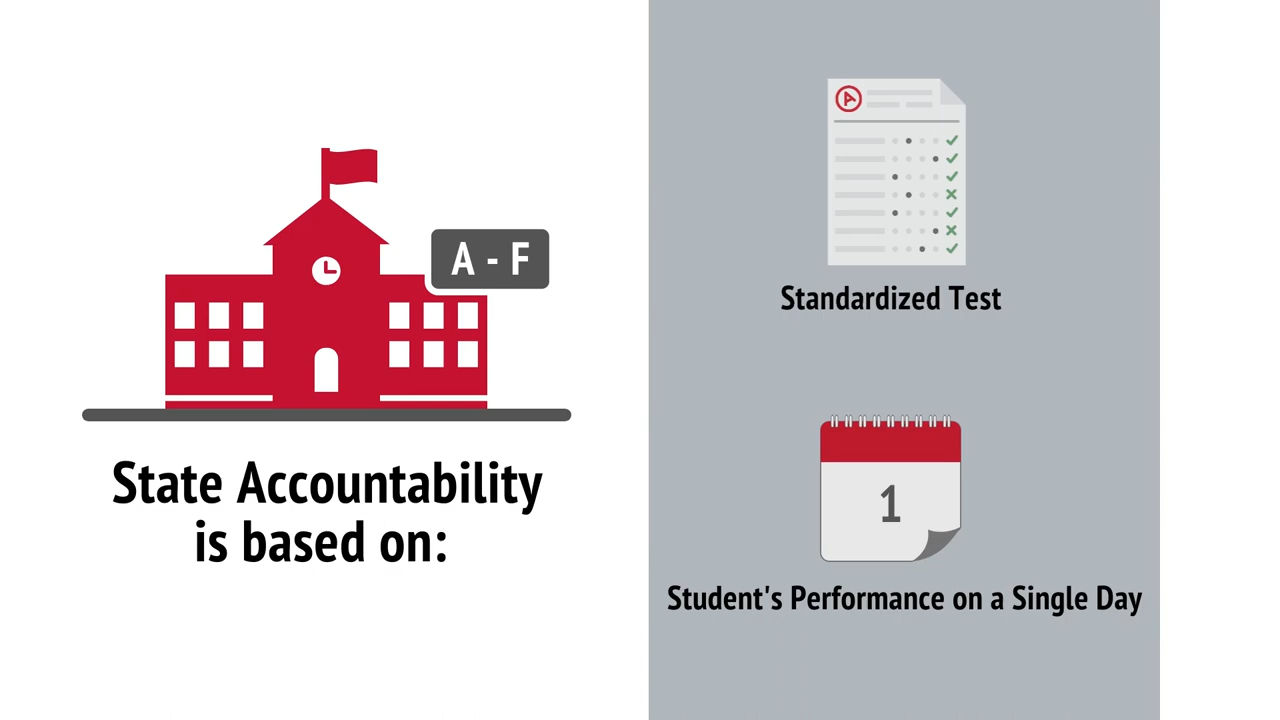 A - F
State Accountability
is based on:
A
Standardized Test
1
Student's Performance on a Single Day